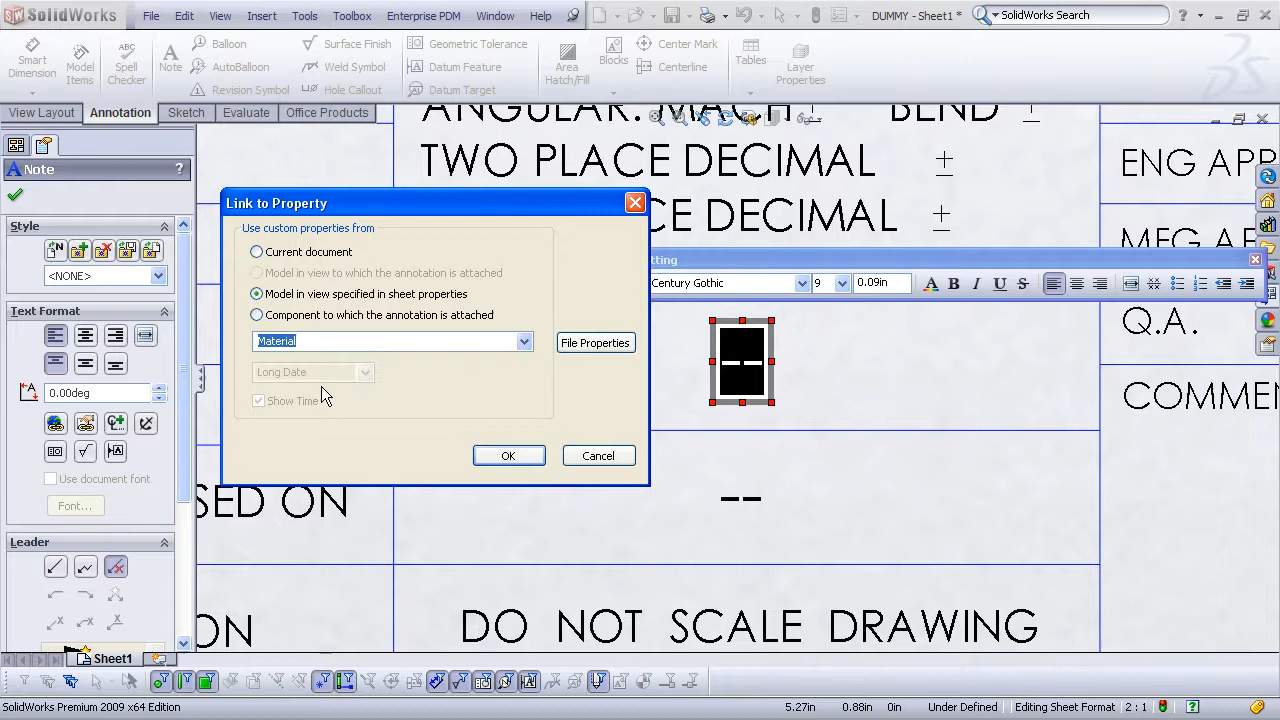 SolidWorks File Edit View Insert Tools Toolbox Enterprise PDM Window Help DUMMY - Sheet1 * SolidWorks Search
Smart Dimension
Model Items
ABC Spell Checker
Note
Balloon
AutoBalloon
Revision Symbol
Surface Finish
Weld Symbol
Hole Callout
Geometric Tolerance
Datum Feature
Datum Target
Area Hatch/Fill
Blocks
Center Mark
Centerline
Tables
Layer Properties
View Layout Annotation Sketch Evaluate Office Products
Note ?
Style
<NONE>
Text Format
0.00deg
Use document font
Font...
Leader
Link to Property
Use custom properties from
Current document
Model in view to which the annotation is attached
Model in view specified in sheet properties
Component to which the annotation is attached
Material
File Properties
Long Date
Show Time
OK Cancel
tting
Century Gothic 9 0.09in A B I U S
ANGULAR: MACH ± BEND ±
TWO PLACE DECIMAL ±
CE DECIMAL ±
ENG APP
MFG APP
Q.A.
COMMEN
--
--
SED ON
ON
DO NOT SCALE DRAWING
Sheet1
SolidWorks Premium 2009 x64 Edition 5.27in 0.88in 0in Under Defined Editing Sheet Format 2 : 1